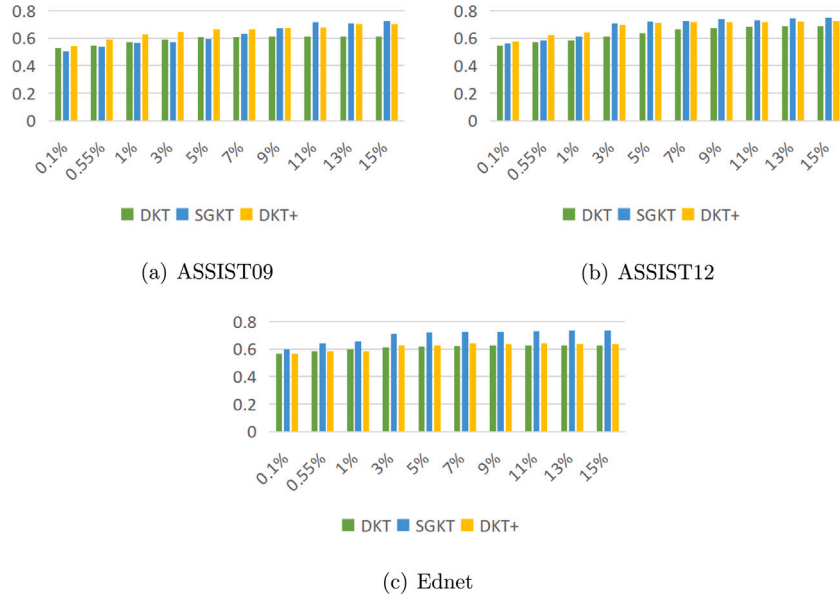 0.8
0.6
0.4
0.2
0
0.1% 0.55% 1% 3% 5% 7% 9% 11% 13% 15%
DKT SGKT DKT+
(a) ASSIST09
0.8
0.6
0.4
0.2
0
0.1% 0.55% 1% 3% 5% 7% 9% 11% 13% 15%
DKT SGKT DKT+
(b) ASSIST12
0.8
0.6
0.4
0.2
0
0.1% 0.55% 1% 3% 5% 7% 9% 11% 13% 15%
DKT SGKT DKT+
(c) Ednet